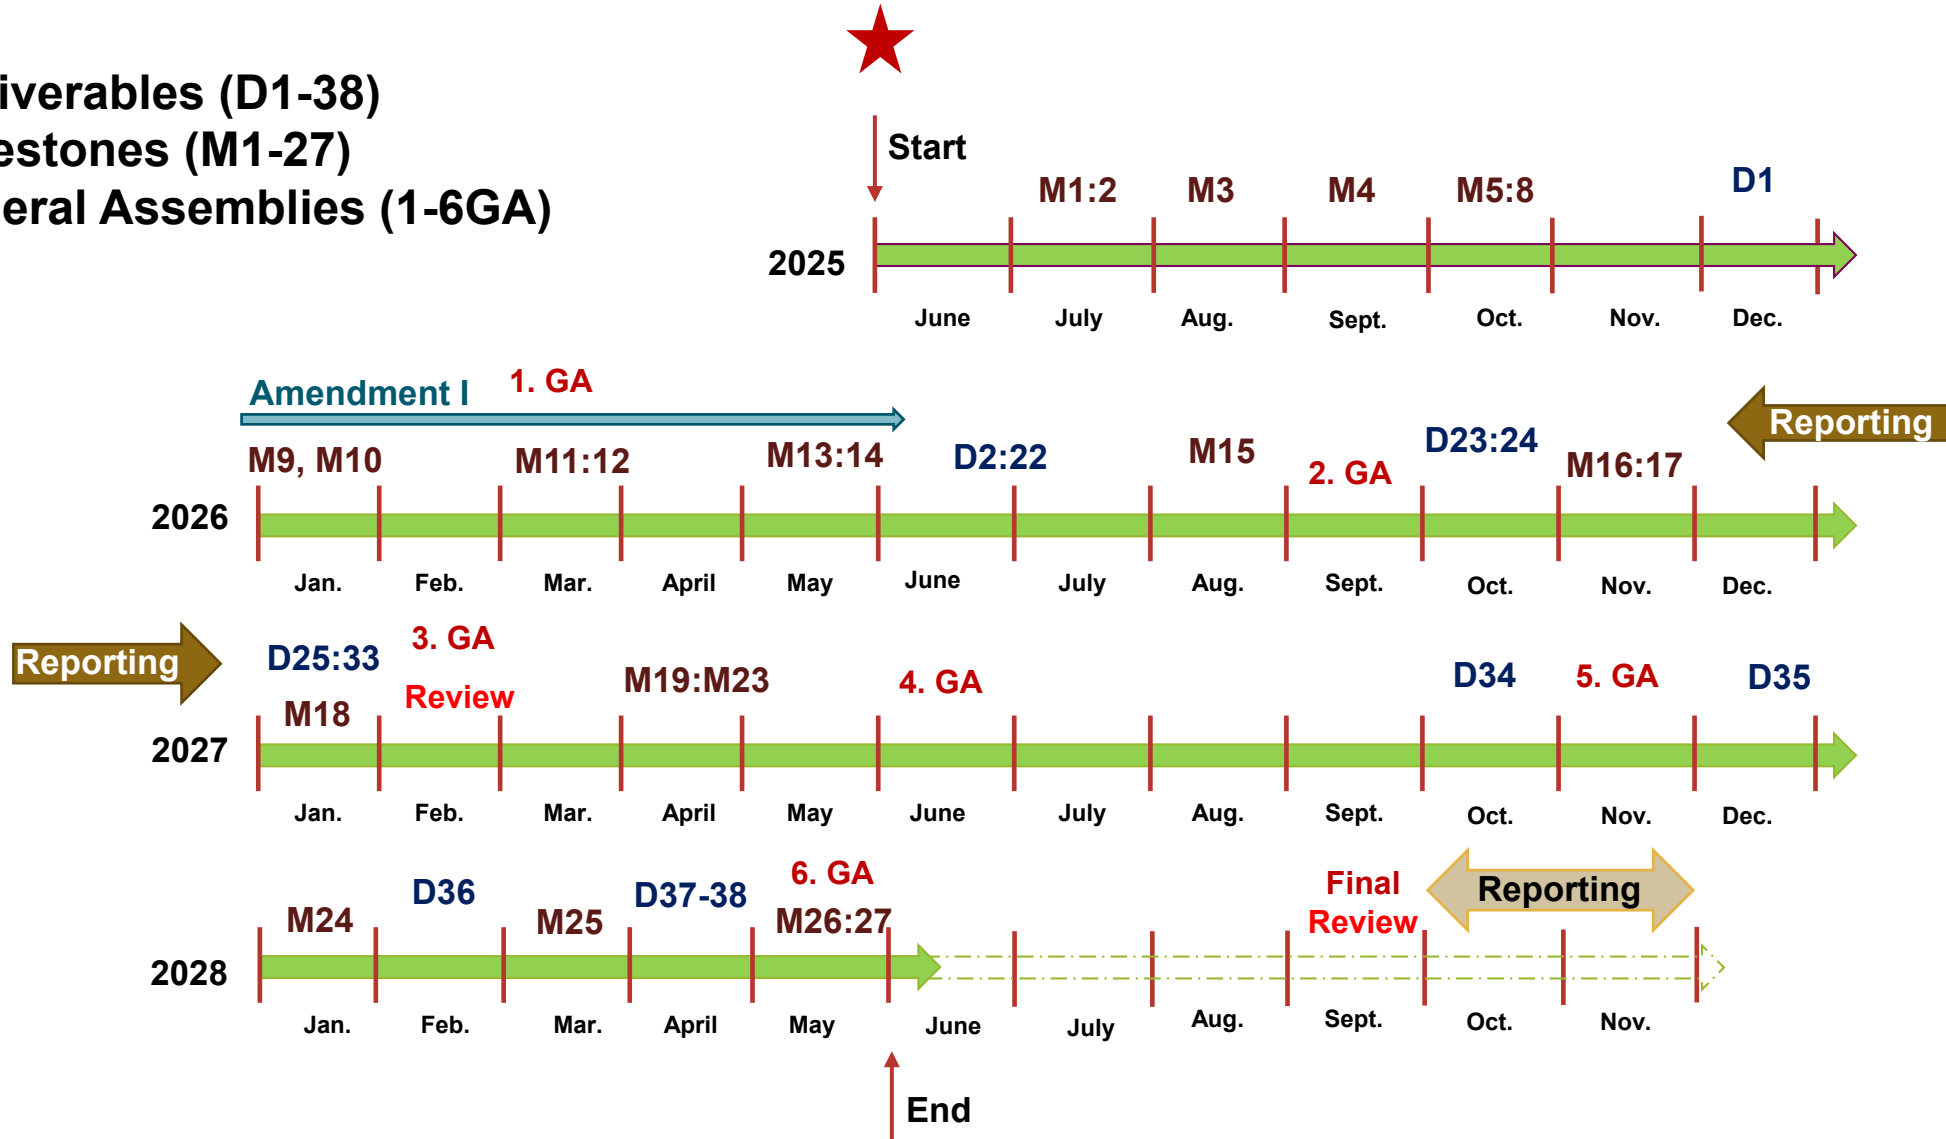 iverables (D1-38)
estones (M1-27)
eral Assemblies (1-6GA)
Start
M1:2 M3 M4 M5:8 D1
2025
June July Aug. Sept. Oct. Nov. Dec.
Amendment I 1. GA
Reporting
M9, M10 M11:12 M13:14 D2:22 M15 2. GA D23:24 M16:17
2026
Jan. Feb. Mar. April May June July Aug. Sept. Oct. Nov. Dec.
Reporting
D25:33 3. GA
Review
M18 M19:M23 4. GA D34 5. GA D35
2027
Jan. Feb. Mar. April May June July Aug. Sept. Oct. Nov. Dec.
M24 D36 M25 D37-38 6. GA
M26:27
Final
Review
Reporting
2028
Jan. Feb. Mar. April May June July Aug. Sept. Oct. Nov.
End